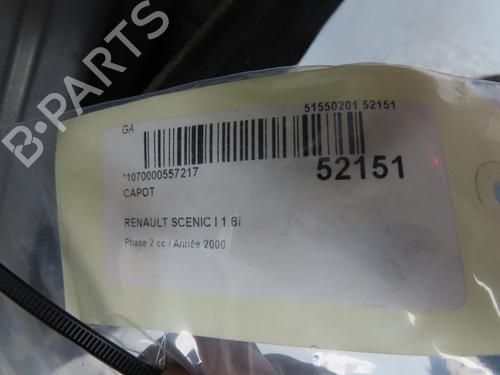 B-PARTS
GA
51550201 52151
*1070000557217
52151
CAPOT
RENAULT SCENIC I 1.6i
Phase 2 cc / Année 2000